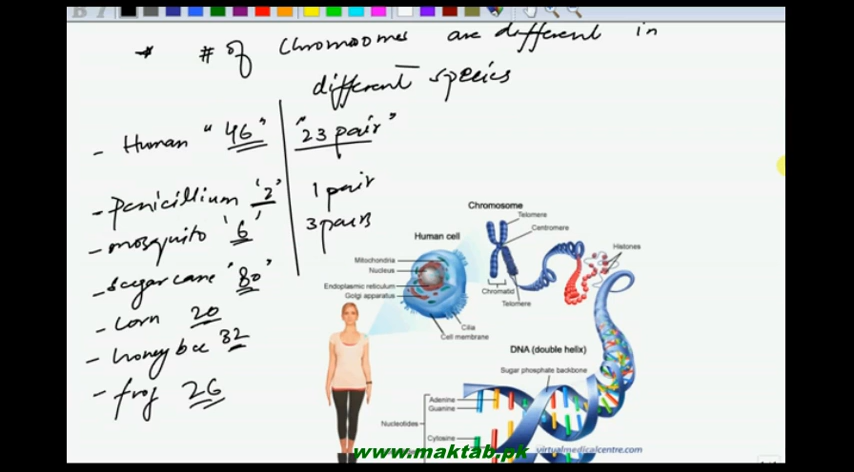 * # of chromosomes are different in
different species
- Human "46" "23 pair"
- Penicillium '2' 1 pair
- mosquito '6' 3 pairs
- Sugarcane "80"
- Corn 20
- honeybee 32
- frog 26
Chromosome
Telomere
Centromere
Human cell
Histones
Mitochondria
Nucleus
Endoplasmic reticulum
Golgi apparatus
Chromatid
Telomere
Cilia
Cell membrane
DNA (double helix)
Sugar phosphate backbone
Adenine
Guanine
Nucleotides
Cytosine
www.maktab.pk
virtualmedicalcentre.com